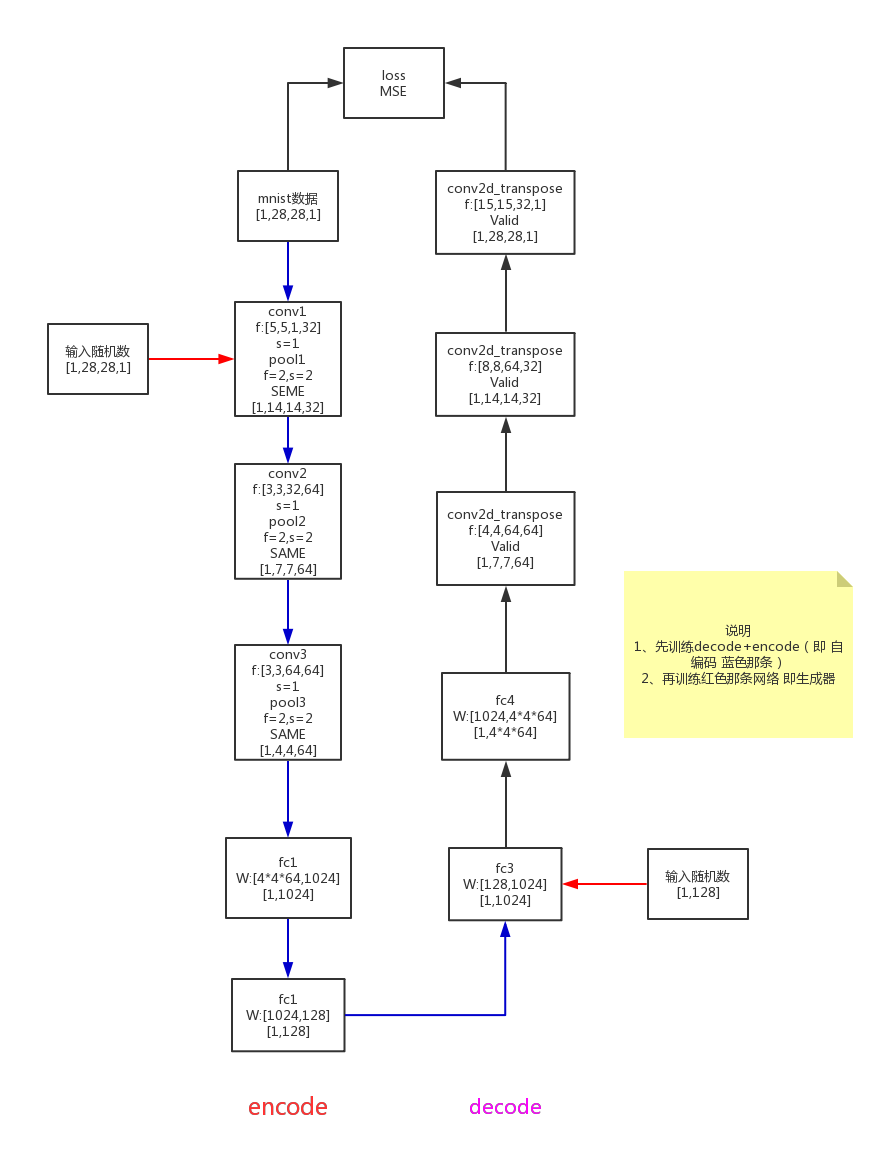 loss
MSE
mnist数据
[1,28,28,1]
conv2d_transpose
f:[15,15,32,1]
Valid
[1,28,28,1]
输入随机数
[1,28,28,1]
conv1
f:[5,5,1,32]
s=1
pool1
f=2,s=2
SEME
[1,14,14,32]
conv2d_transpose
f:[8,8,64,32]
Valid
[1,14,14,32]
conv2
f:[3,3,32,64]
s=1
pool2
f=2,s=2
SAME
[1,7,7,64]
conv2d_transpose
f:[4,4,64,64]
Valid
[1,7,7,64]
说明
1、先训练decode+encode（即 自
编码 蓝色那条）
2、再训练红色那条网络 即生成器
conv3
f:[3,3,64,64]
s=1
pool3
f=2,s=2
SAME
[1,4,4,64]
fc4
W:[1024,4*4*64]
[1,4*4*64]
fc1
W:[4*4*64,1024]
[1,1024]
fc3
W:[128,1024]
[1,1024]
输入随机数
[1,128]
fc1
W:[1024,128]
[1,128]
encode
decode